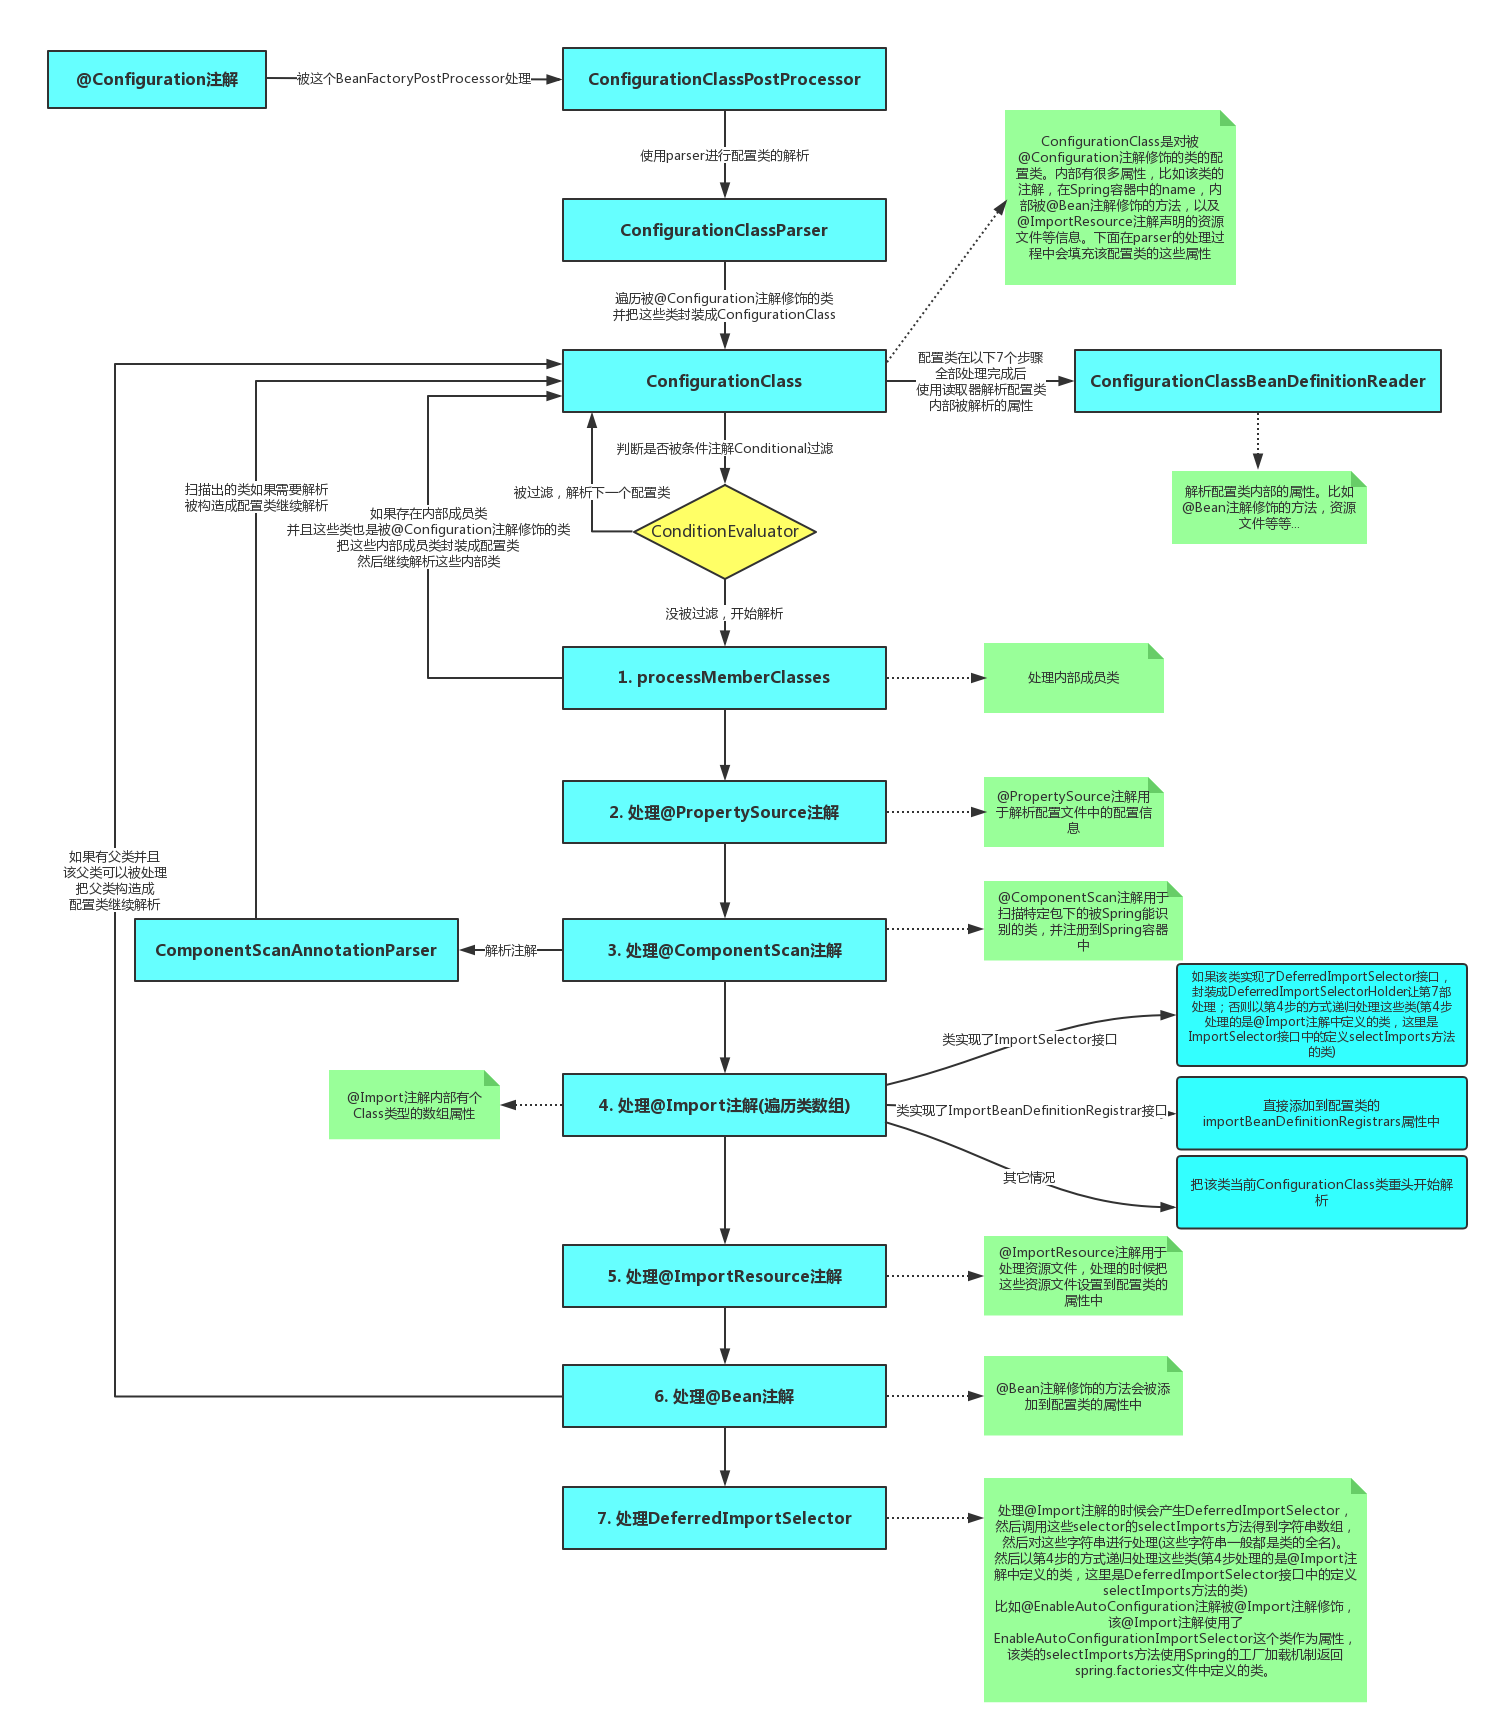 @Configuration注解
被这个BeanFactoryPostProcessor处理
ConfigurationClassPostProcessor
使用parser进行配置类的解析
ConfigurationClassParser
ConfigurationClass是对被
@Configuration注解修饰的类的配
置类。内部有很多属性，比如该类的
注解，在Spring容器中的name，内
部被@Bean注解修饰的方法，以及
@ImportResource注解声明的资源
文件等信息。下面在parser的处理过
程中会填充该配置类的这些属性
遍历被@Configuration注解修饰的类
并把这些类封装成ConfigurationClass
ConfigurationClass
配置类在以下7个步骤
全部处理完成后
使用读取器解析配置类
内部被解析的属性
ConfigurationClassBeanDefinitionReader
解析配置类内部的属性。比如
@Bean注解修饰的方法，资源
文件等等...
判断是否被条件注解Conditional过滤
被过滤，解析下一个配置类
ConditionEvaluator
扫描出的类如果需要解析
被构造成配置类继续解析
如果存在内部成员类
并且这些类也是被@Configuration注解修饰的类
把这些内部成员类封装成配置类
然后继续解析这些内部类
没被过滤，开始解析
1. processMemberClasses
处理内部成员类
2. 处理@PropertySource注解
@PropertySource注解用
于解析配置文件中的配置信
息
如果有父类并且
该父类可以被处理
把父类构造成
配置类继续解析
ComponentScanAnnotationParser
解析注解
3. 处理@ComponentScan注解
@ComponentScan注解用于
扫描特定包下的被Spring能识
别的类，并注册到Spring容器
中
如果该类实现了DeferredImportSelector接口，
封装成DeferredImportSelectorHolder让第7部
处理；否则以第4步的方式递归处理这些类(第4步
处理的是@Import注解中定义的类，这里是
ImportSelector接口中的定义selectImports方法
的类)
类实现了ImportSelector接口
@Import注解内部有个
Class类型的数组属性
4. 处理@Import注解(遍历类数组)
类实现了ImportBeanDefinitionRegistrar接口
直接添加到配置类的
importBeanDefinitionRegistrars属性中
其它情况
把该类当前ConfigurationClass类重头开始解
析
5. 处理@ImportResource注解
@ImportResource注解用于
处理资源文件，处理的时候把
这些资源文件设置到配置类的
属性中
6. 处理@Bean注解
@Bean注解修饰的方法会被添
加到配置类的属性中
7. 处理DeferredImportSelector
处理@Import注解的时候会产生DeferredImportSelector，
然后调用这些selector的selectImports方法得到字符串数组，
然后对这些字符串进行处理(这些字符串一般都是类的全名)。
然后以第4步的方式递归处理这些类(第4步处理的是@Import注
解中定义的类，这里是DeferredImportSelector接口中的定义
selectImports方法的类)
比如@EnableAutoConfiguration注解被@Import注解修饰，
该@Import注解使用了
EnableAutoConfigurationImportSelector这个类作为属性，
该类的selectImports方法使用Spring的工厂加载机制返回
spring.factories文件中定义的类。